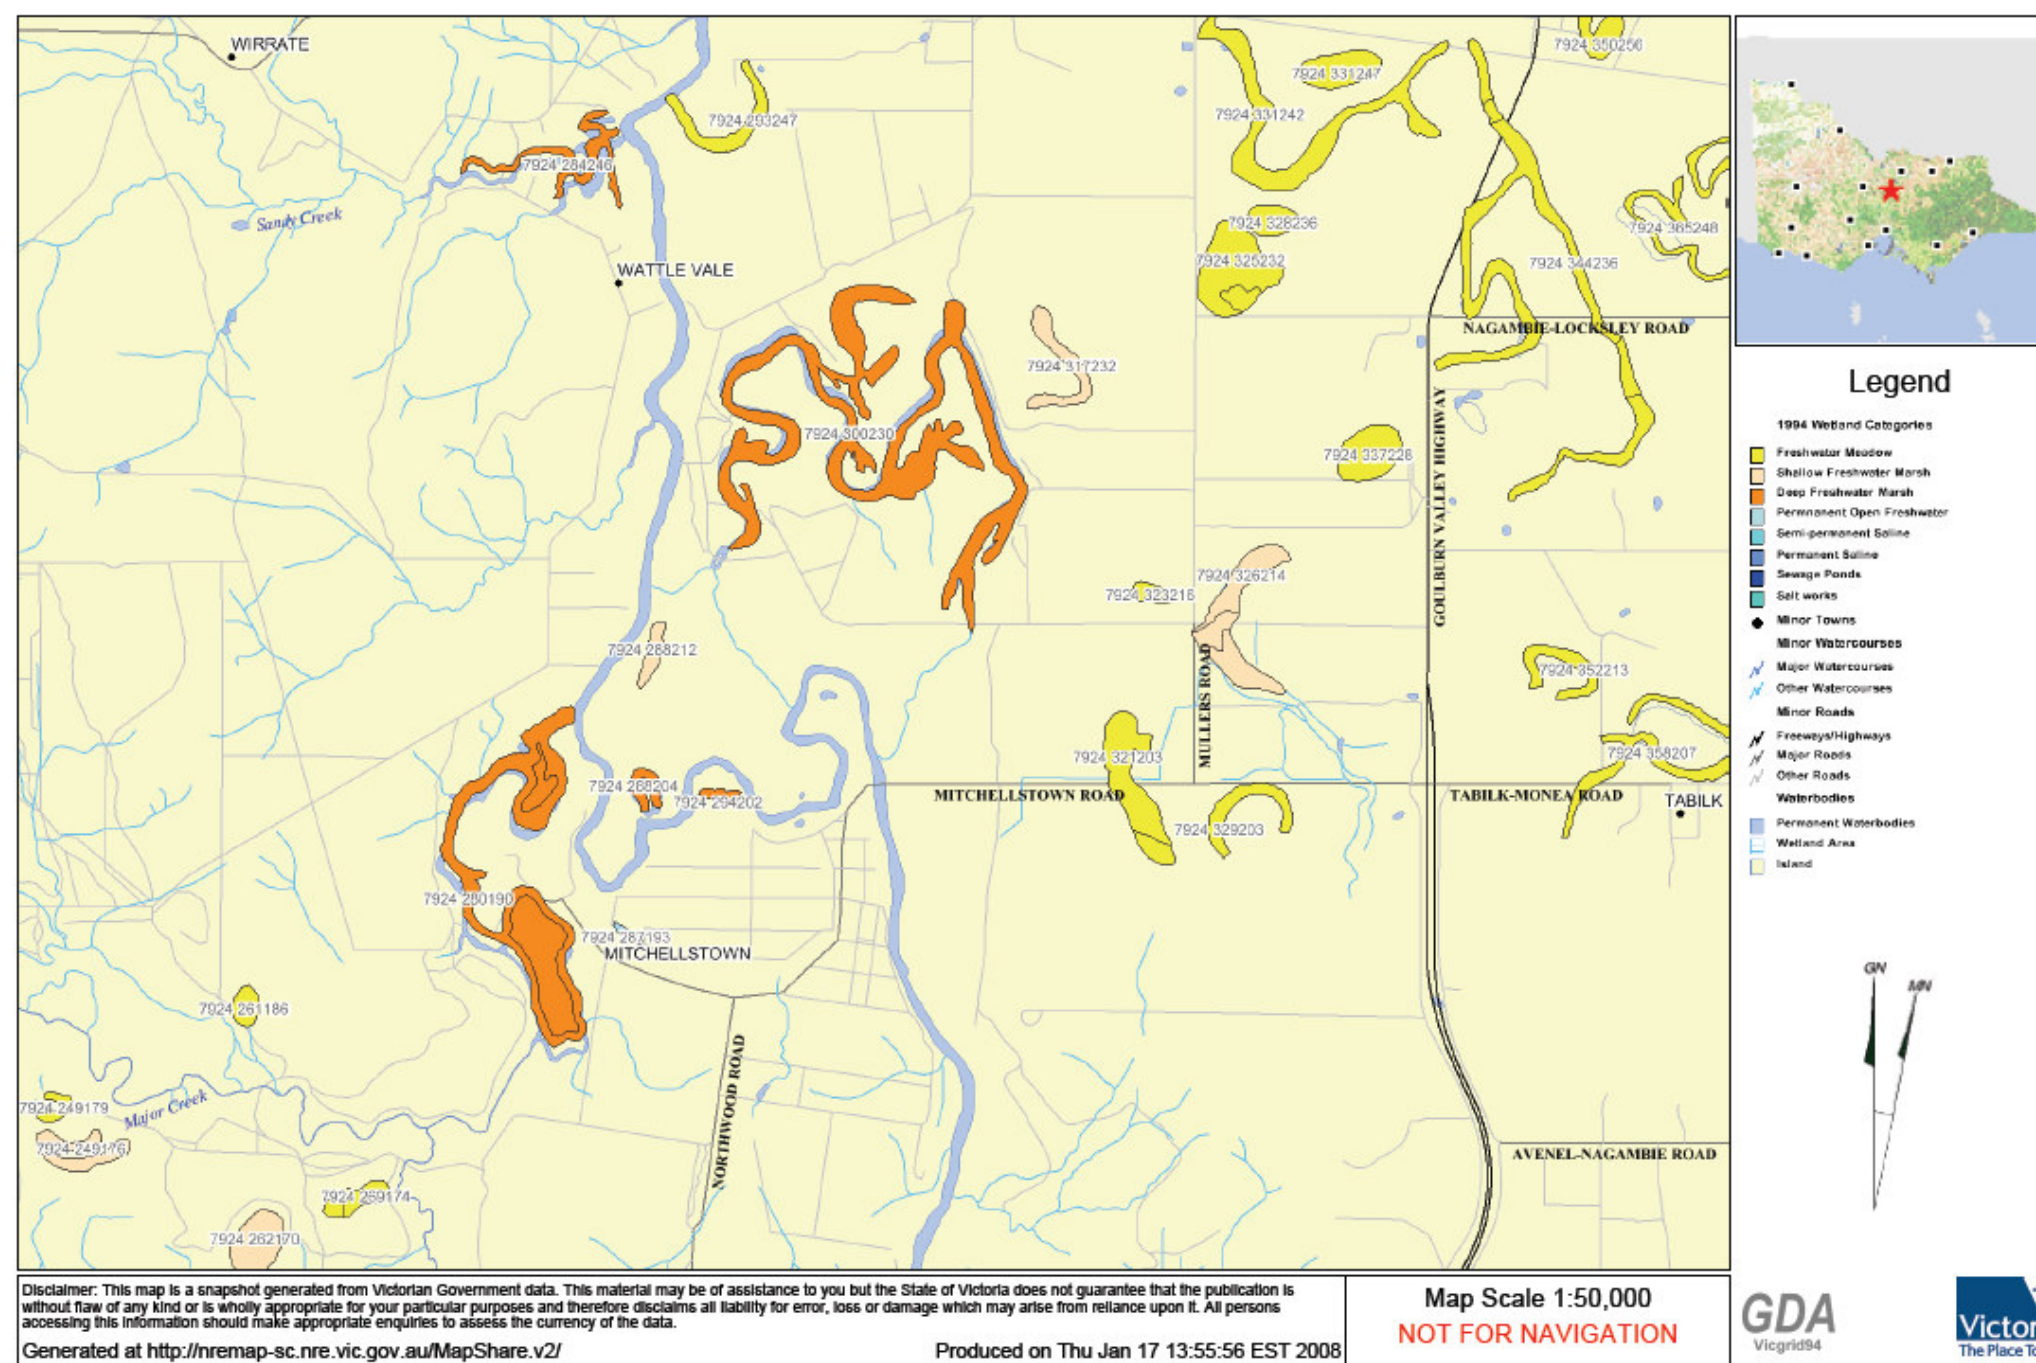 WIRRATE
7924 350256
7924 331247
7924 331242
7924 293247
7924 284246
Sandy Creek
7924 328236
7924 365248
7924 325232
7924 344236
WATTLE VALE
NAGAMBIE-LOCKSLEY ROAD
7924 317232
7924 300230
7924 337228
GOULBURN VALLEY HIGHWAY
7924 326214
7924 323216
7924 288212
MULLERS ROAD
7924 352213
7924 321203
7924 358207
7924 268204
7924 294202
MITCHELLSTOWN ROAD
TABILK-MONEA ROAD
TABILK
7924 329203
7924 280190
7924 287193
MITCHELLSTOWN
7924 261186
NORTHWOOD ROAD
7924 249179
Major Creek
7924 249176
AVENEL-NAGAMBIE ROAD
7924 269174
7924 262170
Legend
1994 Wetland Categories
Freshwater Meadow
Shallow Freshwater Marsh
Deep Freshwater Marsh
Permnanent Open Freshwater
Semi-permanent Saline
Permanent Saline
Sewage Ponds
Salt works
Minor Towns
Minor Watercourses
Major Watercourses
Other Watercourses
Minor Roads
Freeways/Highways
Major Roads
Other Roads
Waterbodies
Permanent Waterbodies
Wetland Area
Island
GN
MN
Disclaimer: This map is a snapshot generated from Victorian Government data. This material may be of assistance to you but the State of Victoria does not guarantee that the publication is
without flaw of any kind or is wholly appropriate for your particular purposes and therefore disclaims all liability for error, loss or damage which may arise from reliance upon it. All persons
accessing this information should make appropriate enquiries to assess the currency of the data.
Generated at http://nremap-sc.nre.vic.gov.au/MapShare.v2/
Produced on Thu Jan 17 13:55:56 EST 2008
Map Scale 1:50,000
NOT FOR NAVIGATION
GDA
Vicgrid94
Victor
The Place To